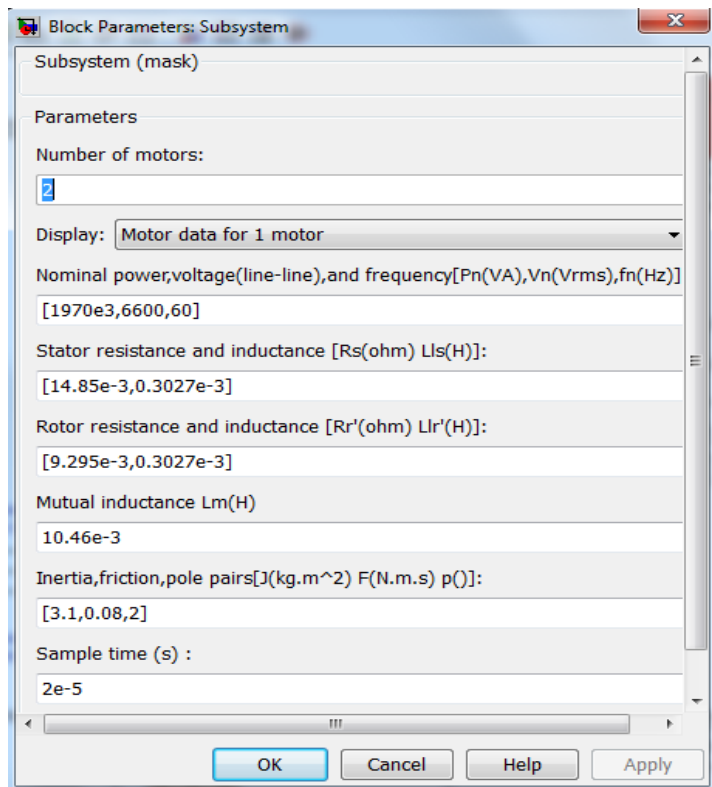 Block Parameters: Subsystem
Subsystem (mask)
Parameters
Number of motors:
2
Display: Motor data for 1 motor
Nominal power,voltage(line-line),and frequency[Pn(VA),Vn(Vrms),fn(Hz)]
[1970e3,6600,60]
Stator resistance and inductance [Rs(ohm) Lls(H)]:
[14.85e-3,0.3027e-3]
Rotor resistance and inductance [Rr'(ohm) Llr'(H)]:
[9.295e-3,0.3027e-3]
Mutual inductance Lm(H)
10.46e-3
Inertia,friction,pole pairs[J(kg.m^2) F(N.m.s) p()]:
[3.1,0.08,2]
Sample time (s) :
2e-5
OK Cancel Help Apply